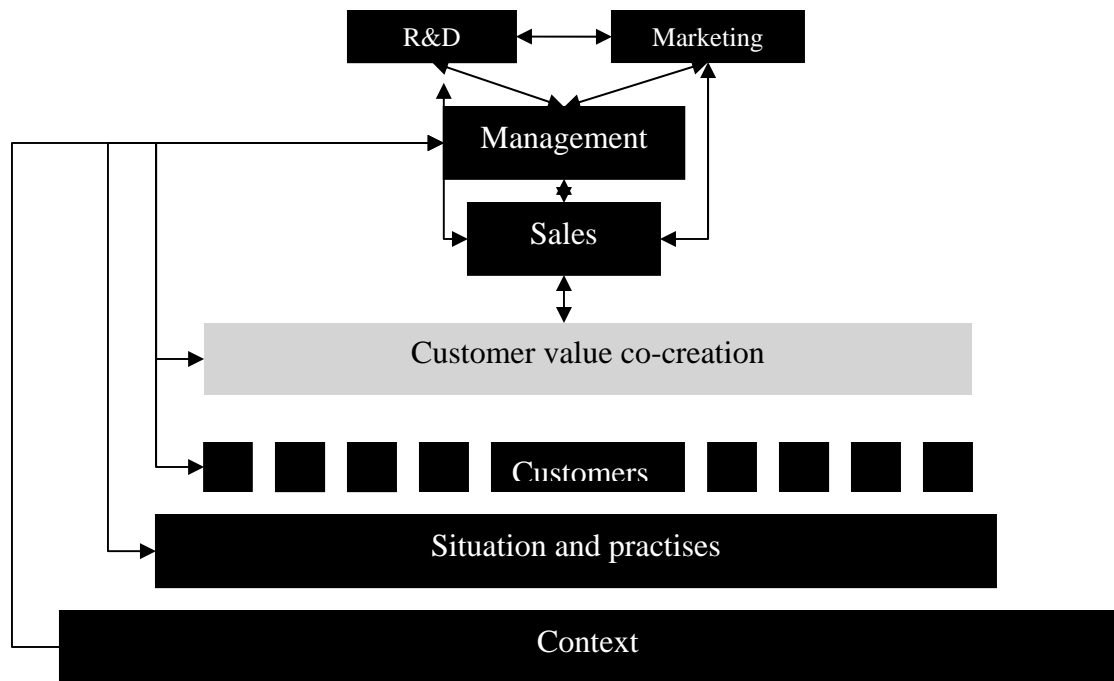 R&D
Marketing
Management
Sales
Customer value co-creation
Customers
Situation and practises
Context